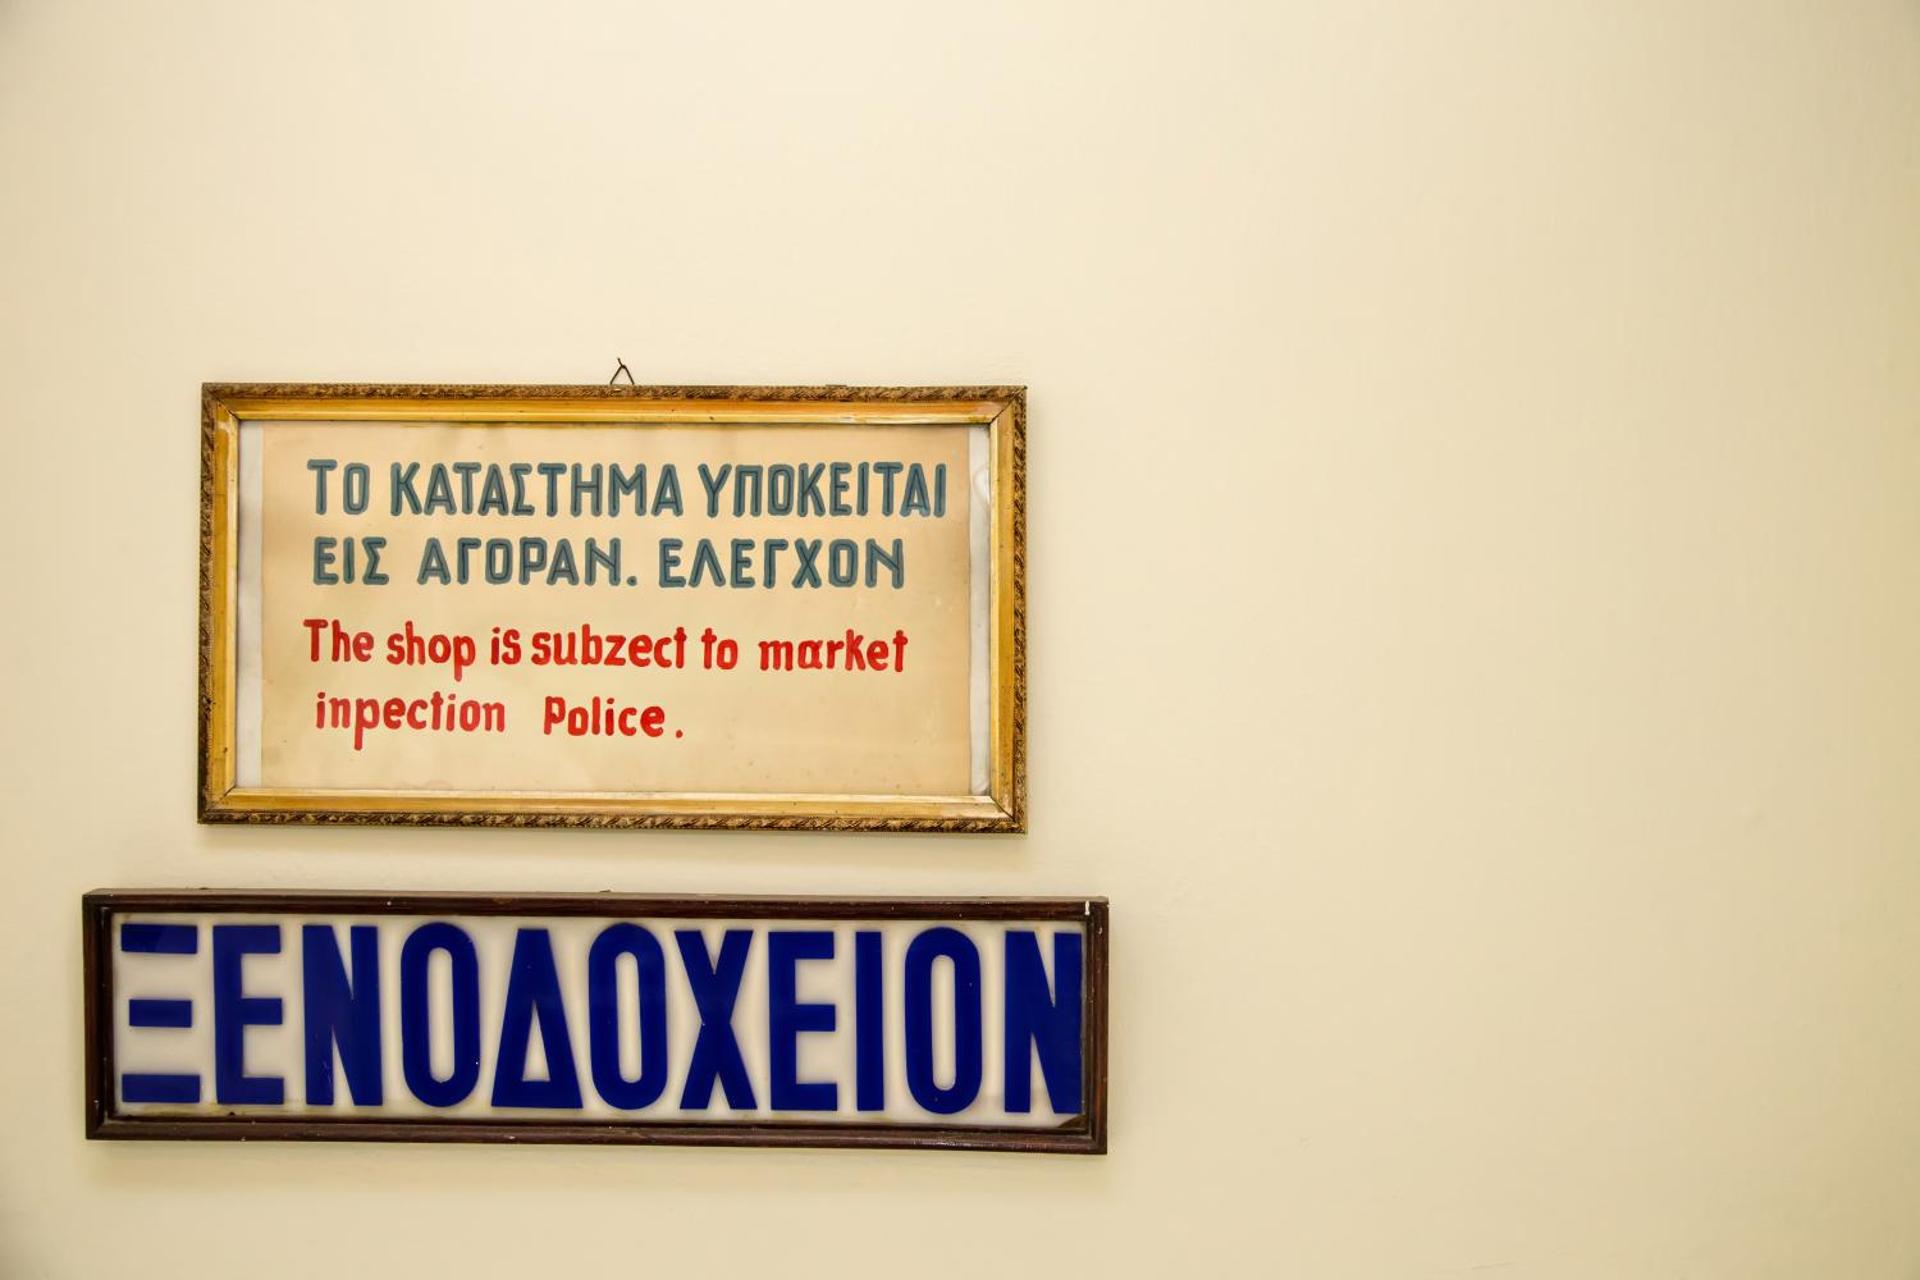 ΤΟ ΚΑΤΑΣΤΗΜΑ ΥΠΟΚΕΙΤΑΙ
ΕΙΣ ΑΓΟΡΑΝ. ΕΛΕΓΧΟΝ
The shop is subzect to market
inpection Police.
ΞΕΝΟΔΟΧΕΙΟΝ